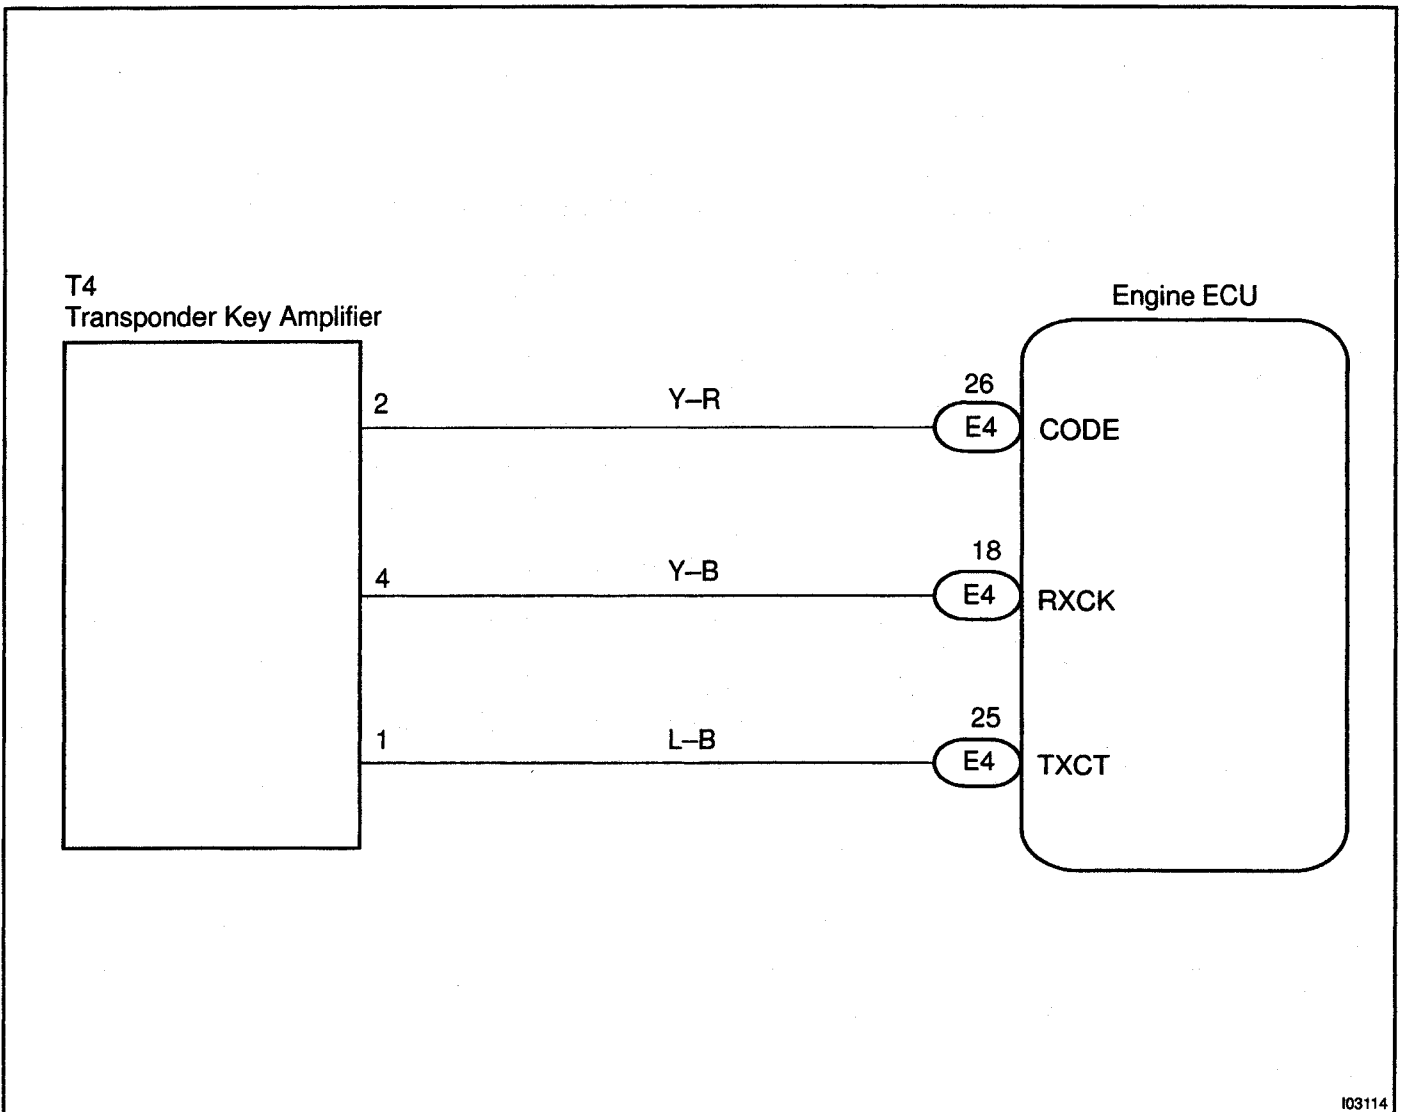 T4
Transponder Key Amplifier
Engine ECU
2
Y–R
26
E4
CODE
4
Y–B
18
E4
RXCK
1
L–B
25
E4
TXCT
I03114